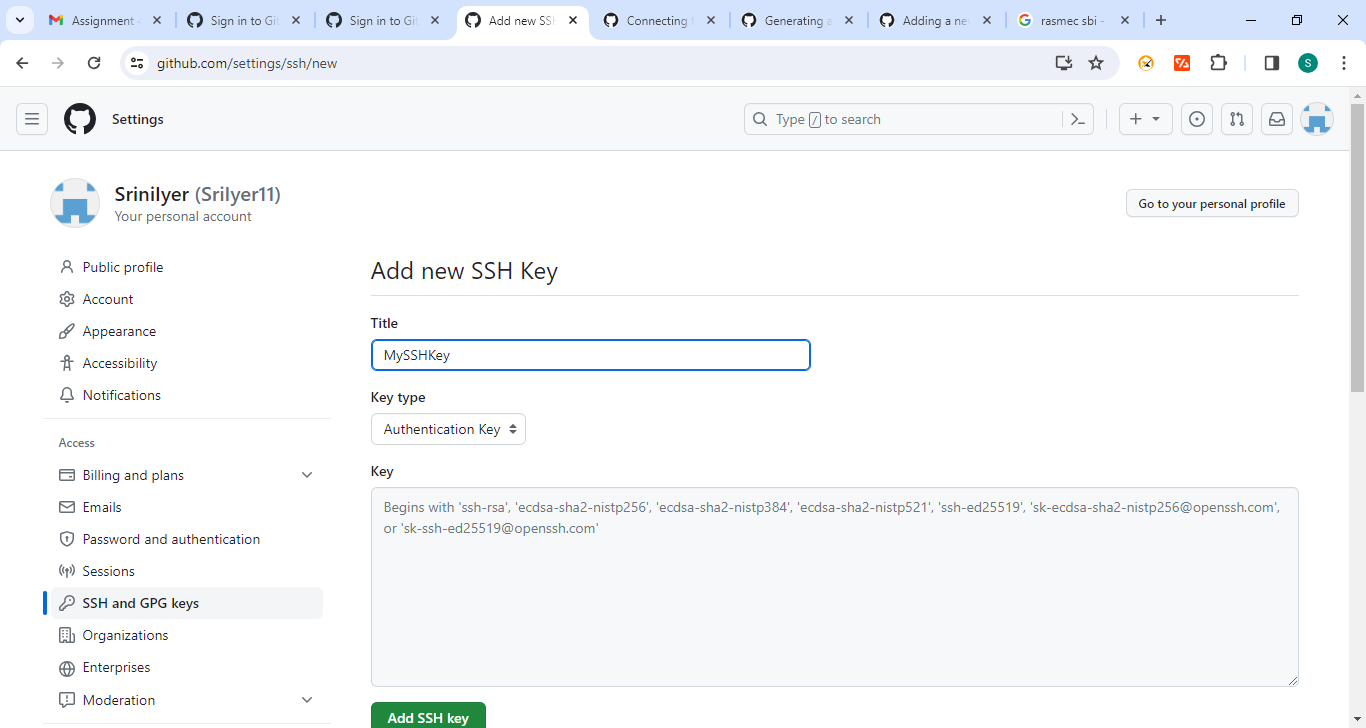 Assignment
Sign in to Git
Sign in to Git
Add new SSH
Connecting
Generating a
Adding a ne
rasmec sbi -
github.com/settings/ssh/new
S
Settings
Type / to search
SriniIyer (SriIyer11)
Your personal account
Go to your personal profile
Public profile
Account
Appearance
Accessibility
Notifications
Access
Billing and plans
Emails
Password and authentication
Sessions
SSH and GPG keys
Organizations
Enterprises
Moderation
Add new SSH Key
Title
MySSHKey
Key type
Authentication Key
Key
Begins with 'ssh-rsa', 'ecdsa-sha2-nistp256', 'ecdsa-sha2-nistp384', 'ecdsa-sha2-nistp521', 'ssh-ed25519', 'sk-ecdsa-sha2-nistp256@openssh.com',
or 'sk-ssh-ed25519@openssh.com'
Add SSH key